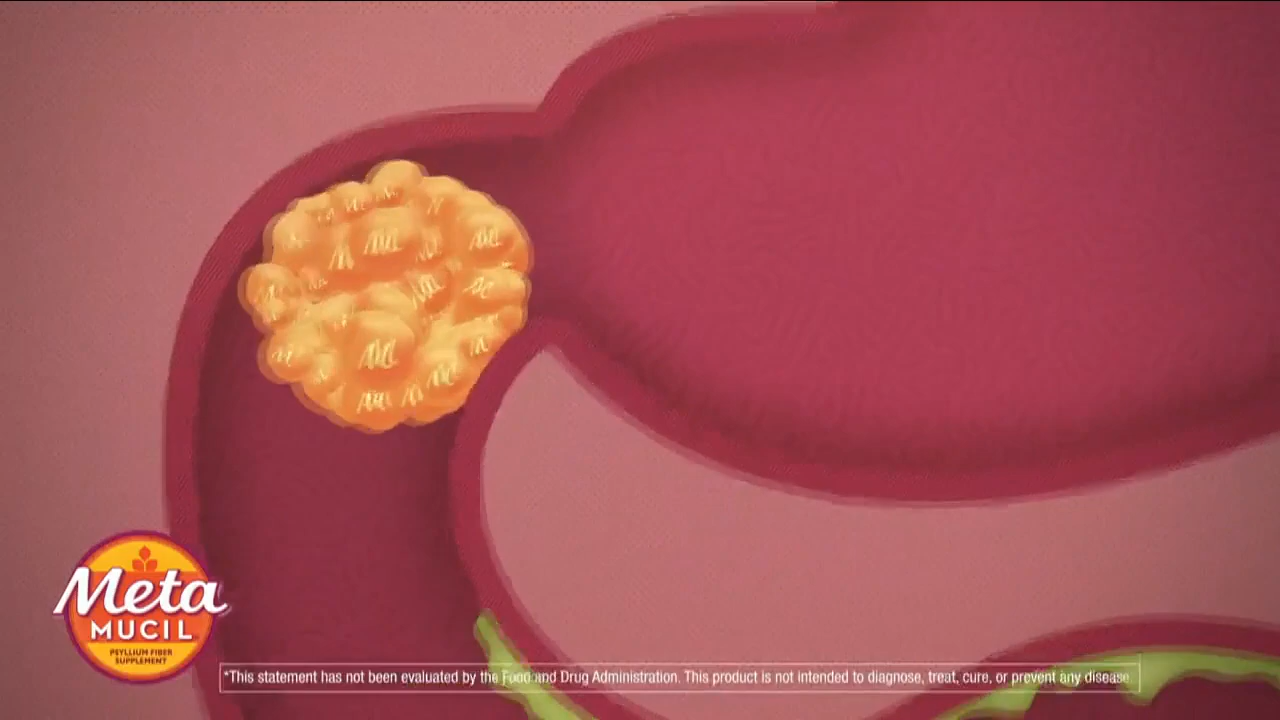 Meta
MUCIL
PSYLLIUM FIBER
SUPPLEMENT
*This statement has not been evaluated by the Food and Drug Administration. This product is not intended to diagnose, treat, cure, or prevent any disease.